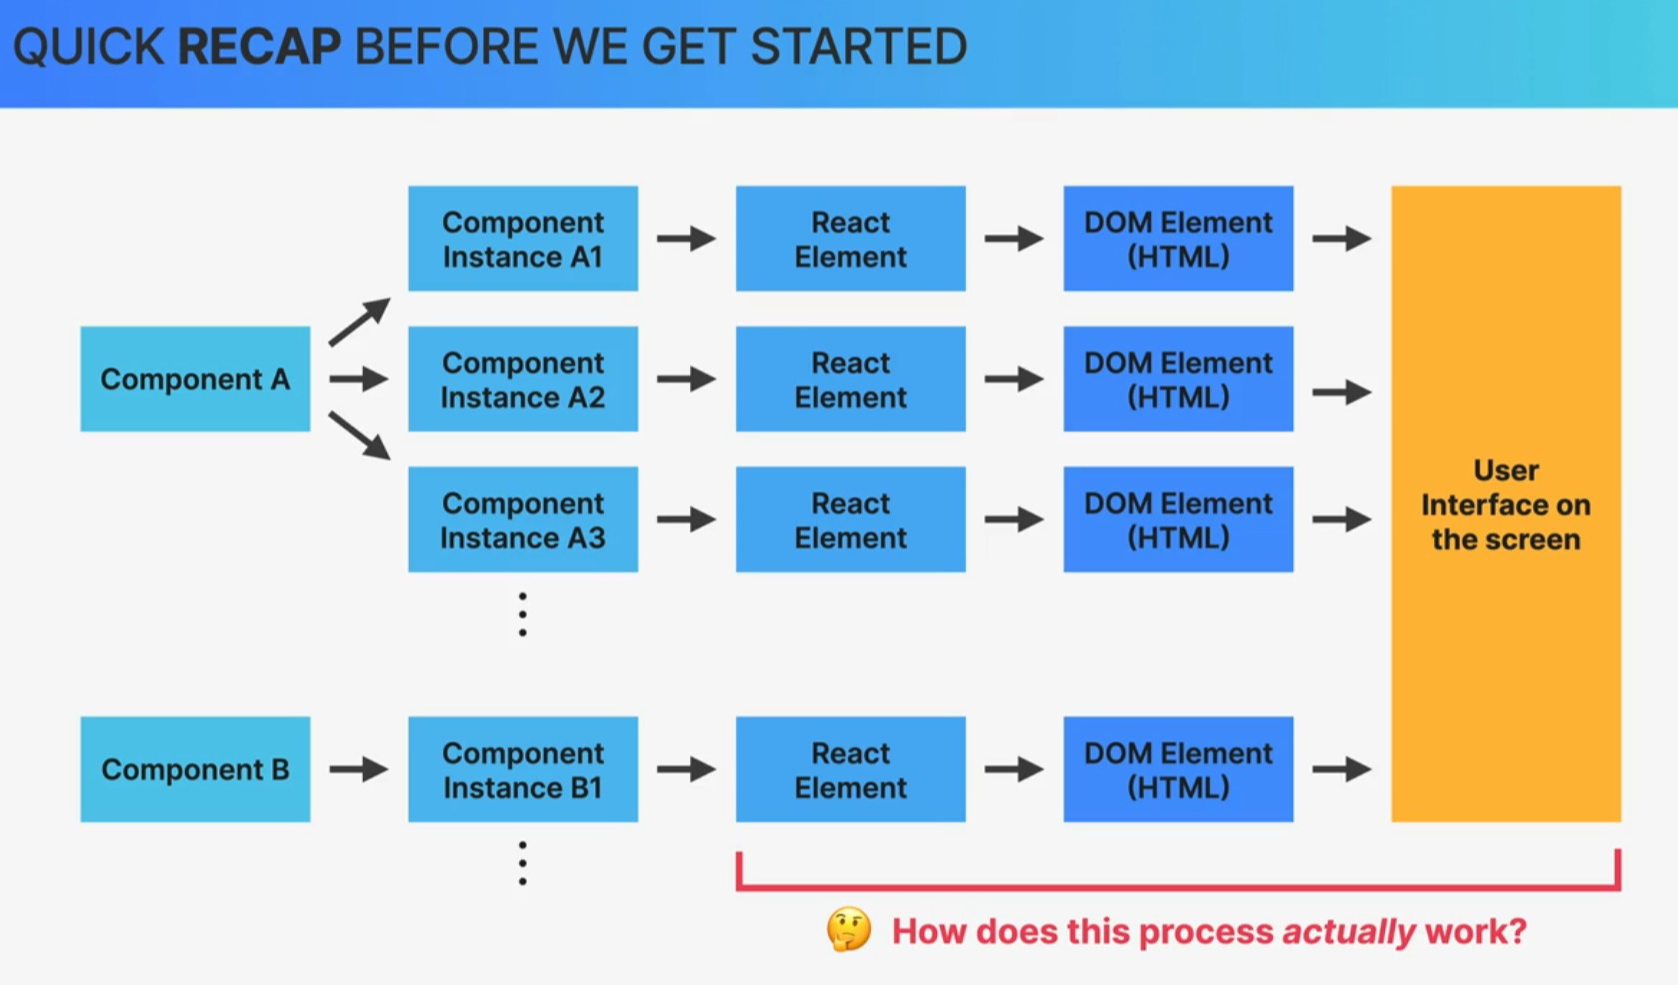 QUICK RECAP BEFORE WE GET STARTED
Component A
Component
Instance A1
React
Element
DOM Element
(HTML)
Component
Instance A2
React
Element
DOM Element
(HTML)
Component
Instance A3
React
Element
DOM Element
(HTML)
User
Interface on
the screen
Component B
Component
Instance B1
React
Element
DOM Element
(HTML)
How does this process actually work?